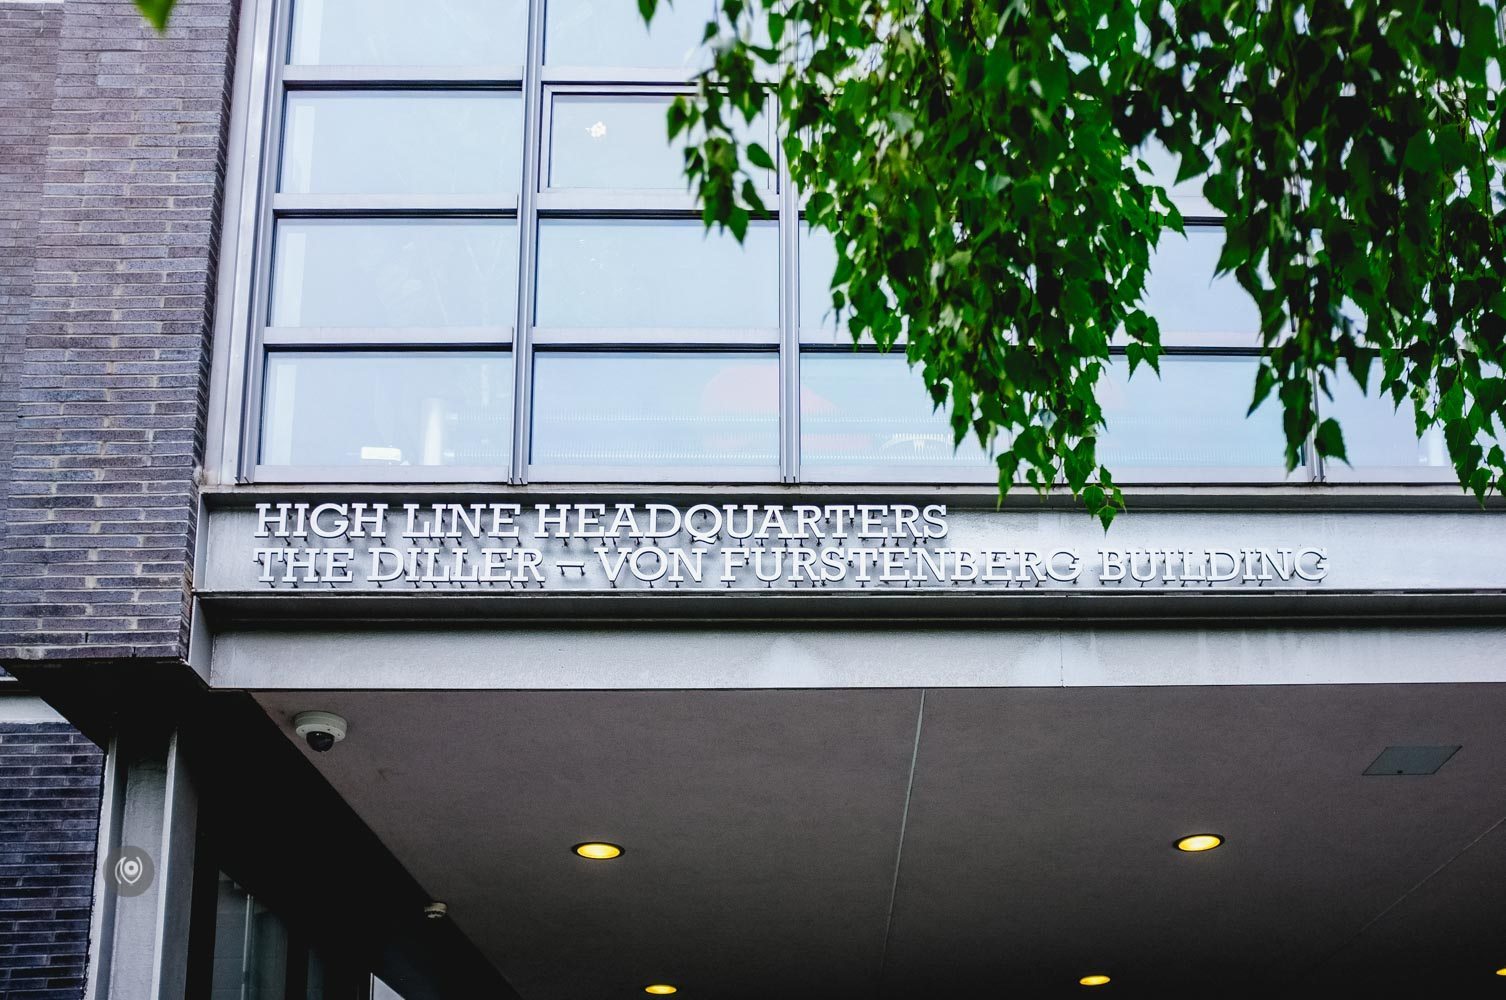 HIGH LINE HEADQUARTERS
THE DILLER – VON FURSTENBERG BUILDING